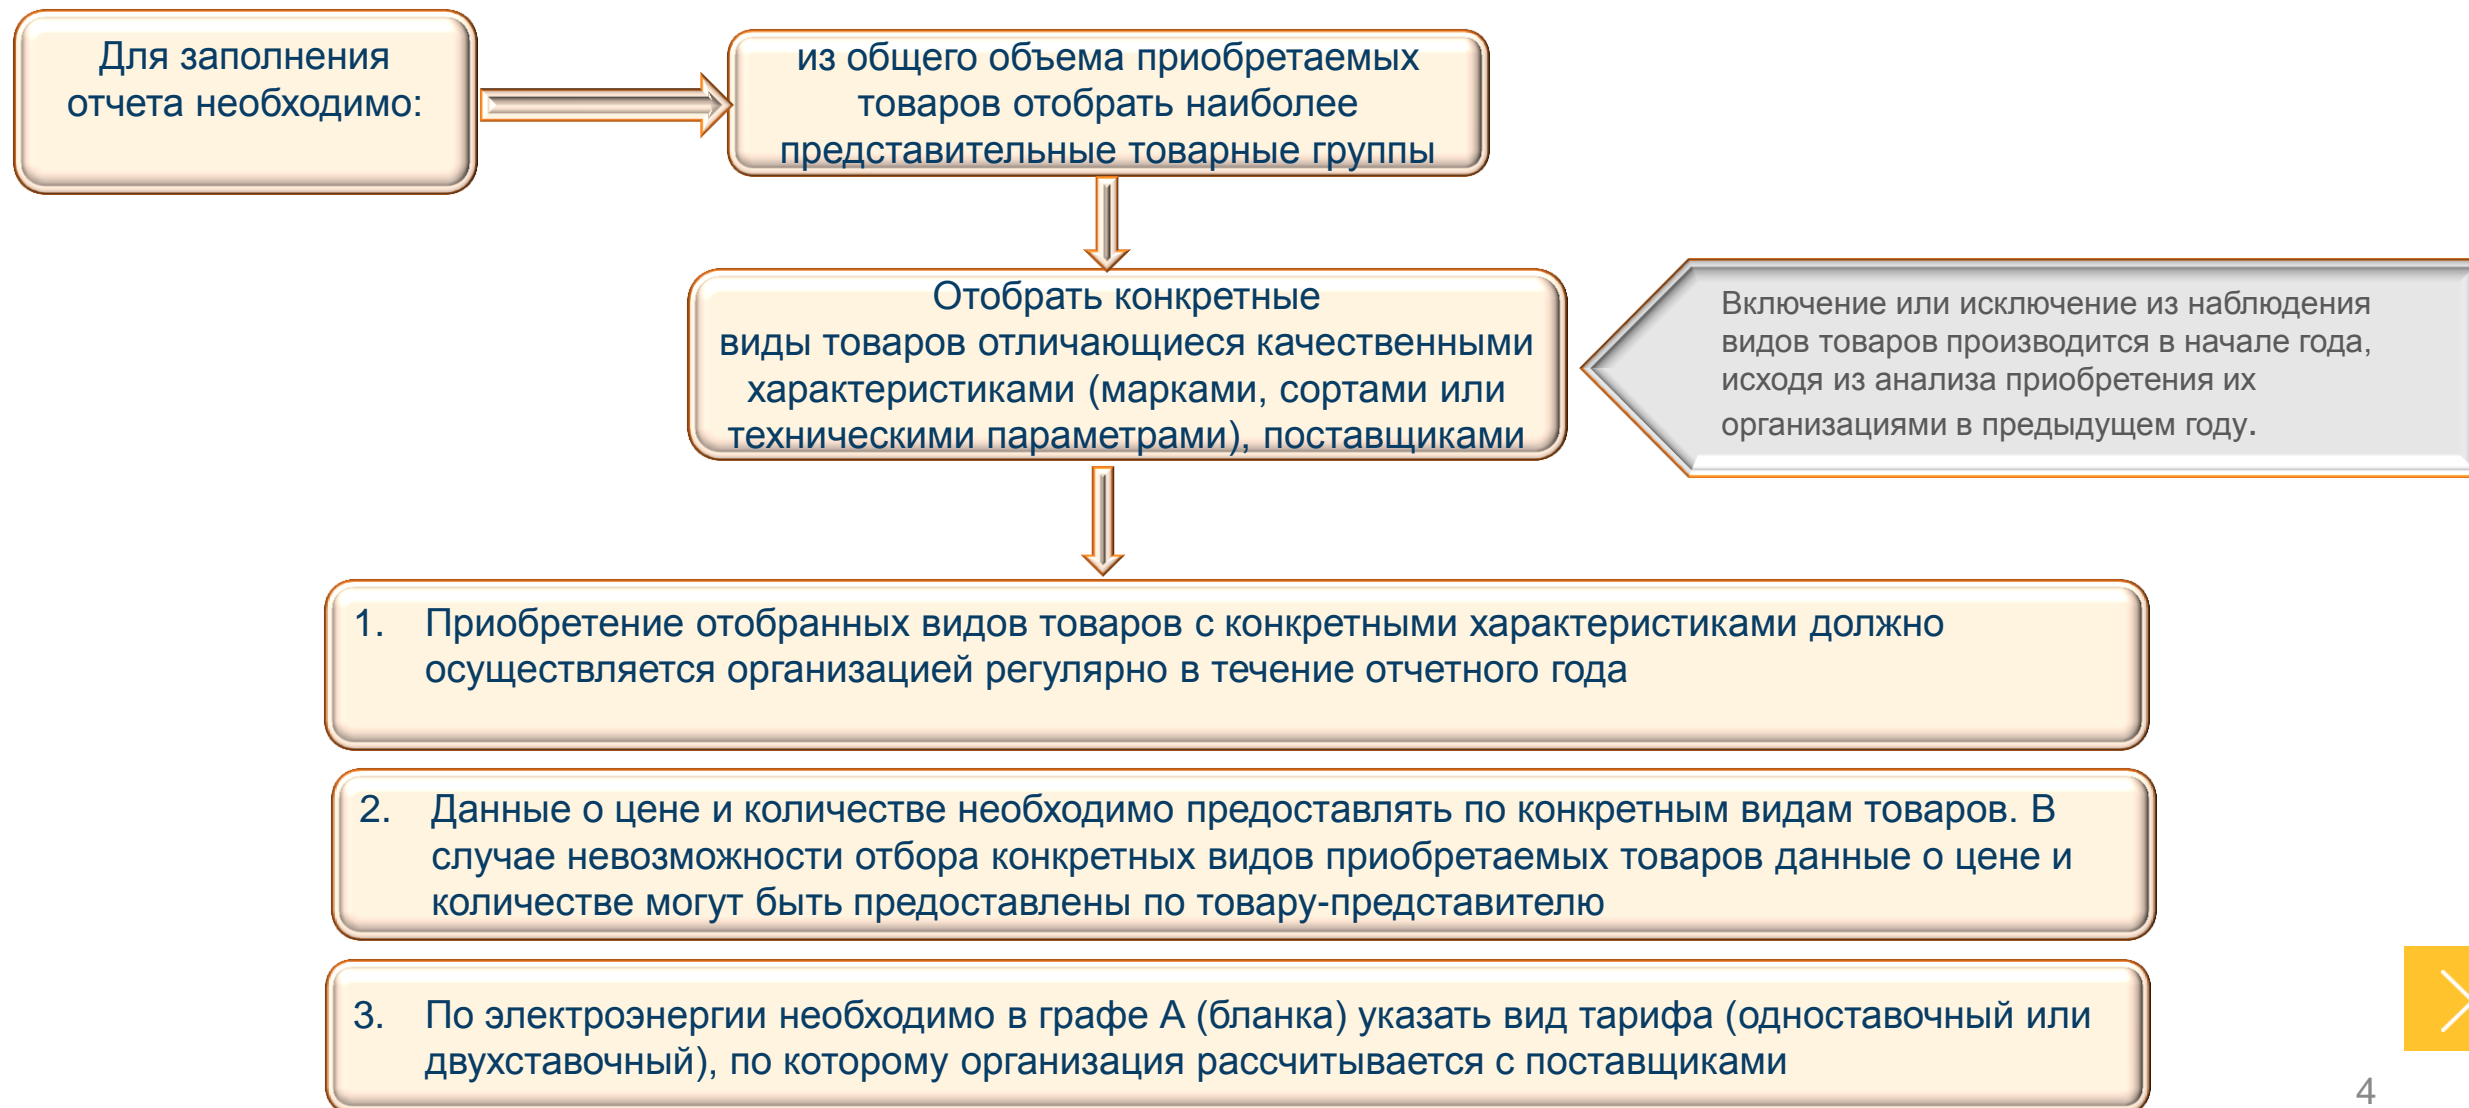 Для заполнения
отчета необходимо:
из общего объема приобретаемых
товаров отобрать наиболее
представительные товарные группы
Отобрать конкретные
виды товаров отличающиеся качественными
характеристиками (марками, сортами или
техническими параметрами), поставщиками
Включение или исключение из наблюдения
видов товаров производится в начале года,
исходя из анализа приобретения их
организациями в предыдущем году.
1. Приобретение отобранных видов товаров с конкретными характеристиками должно
осуществляется организацией регулярно в течение отчетного года
2. Данные о цене и количестве необходимо предоставлять по конкретным видам товаров. В
случае невозможности отбора конкретных видов приобретаемых товаров данные о цене и
количестве могут быть предоставлены по товару-представителю
3. По электроэнергии необходимо в графе А (бланка) указать вид тарифа (одноставочный или
двухставочный), по которому организация рассчитывается с поставщиками
4